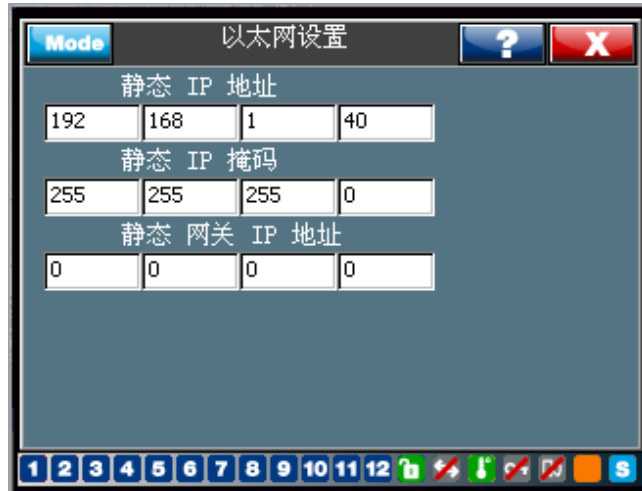 Mode 以太网设置 ? X
静态 IP 地址
192 168 1 40
静态 IP 掩码
255 255 255 0
静态 网关 IP 地址
0 0 0 0
1 2 3 4 5 6 7 8 9 10 11 12 S